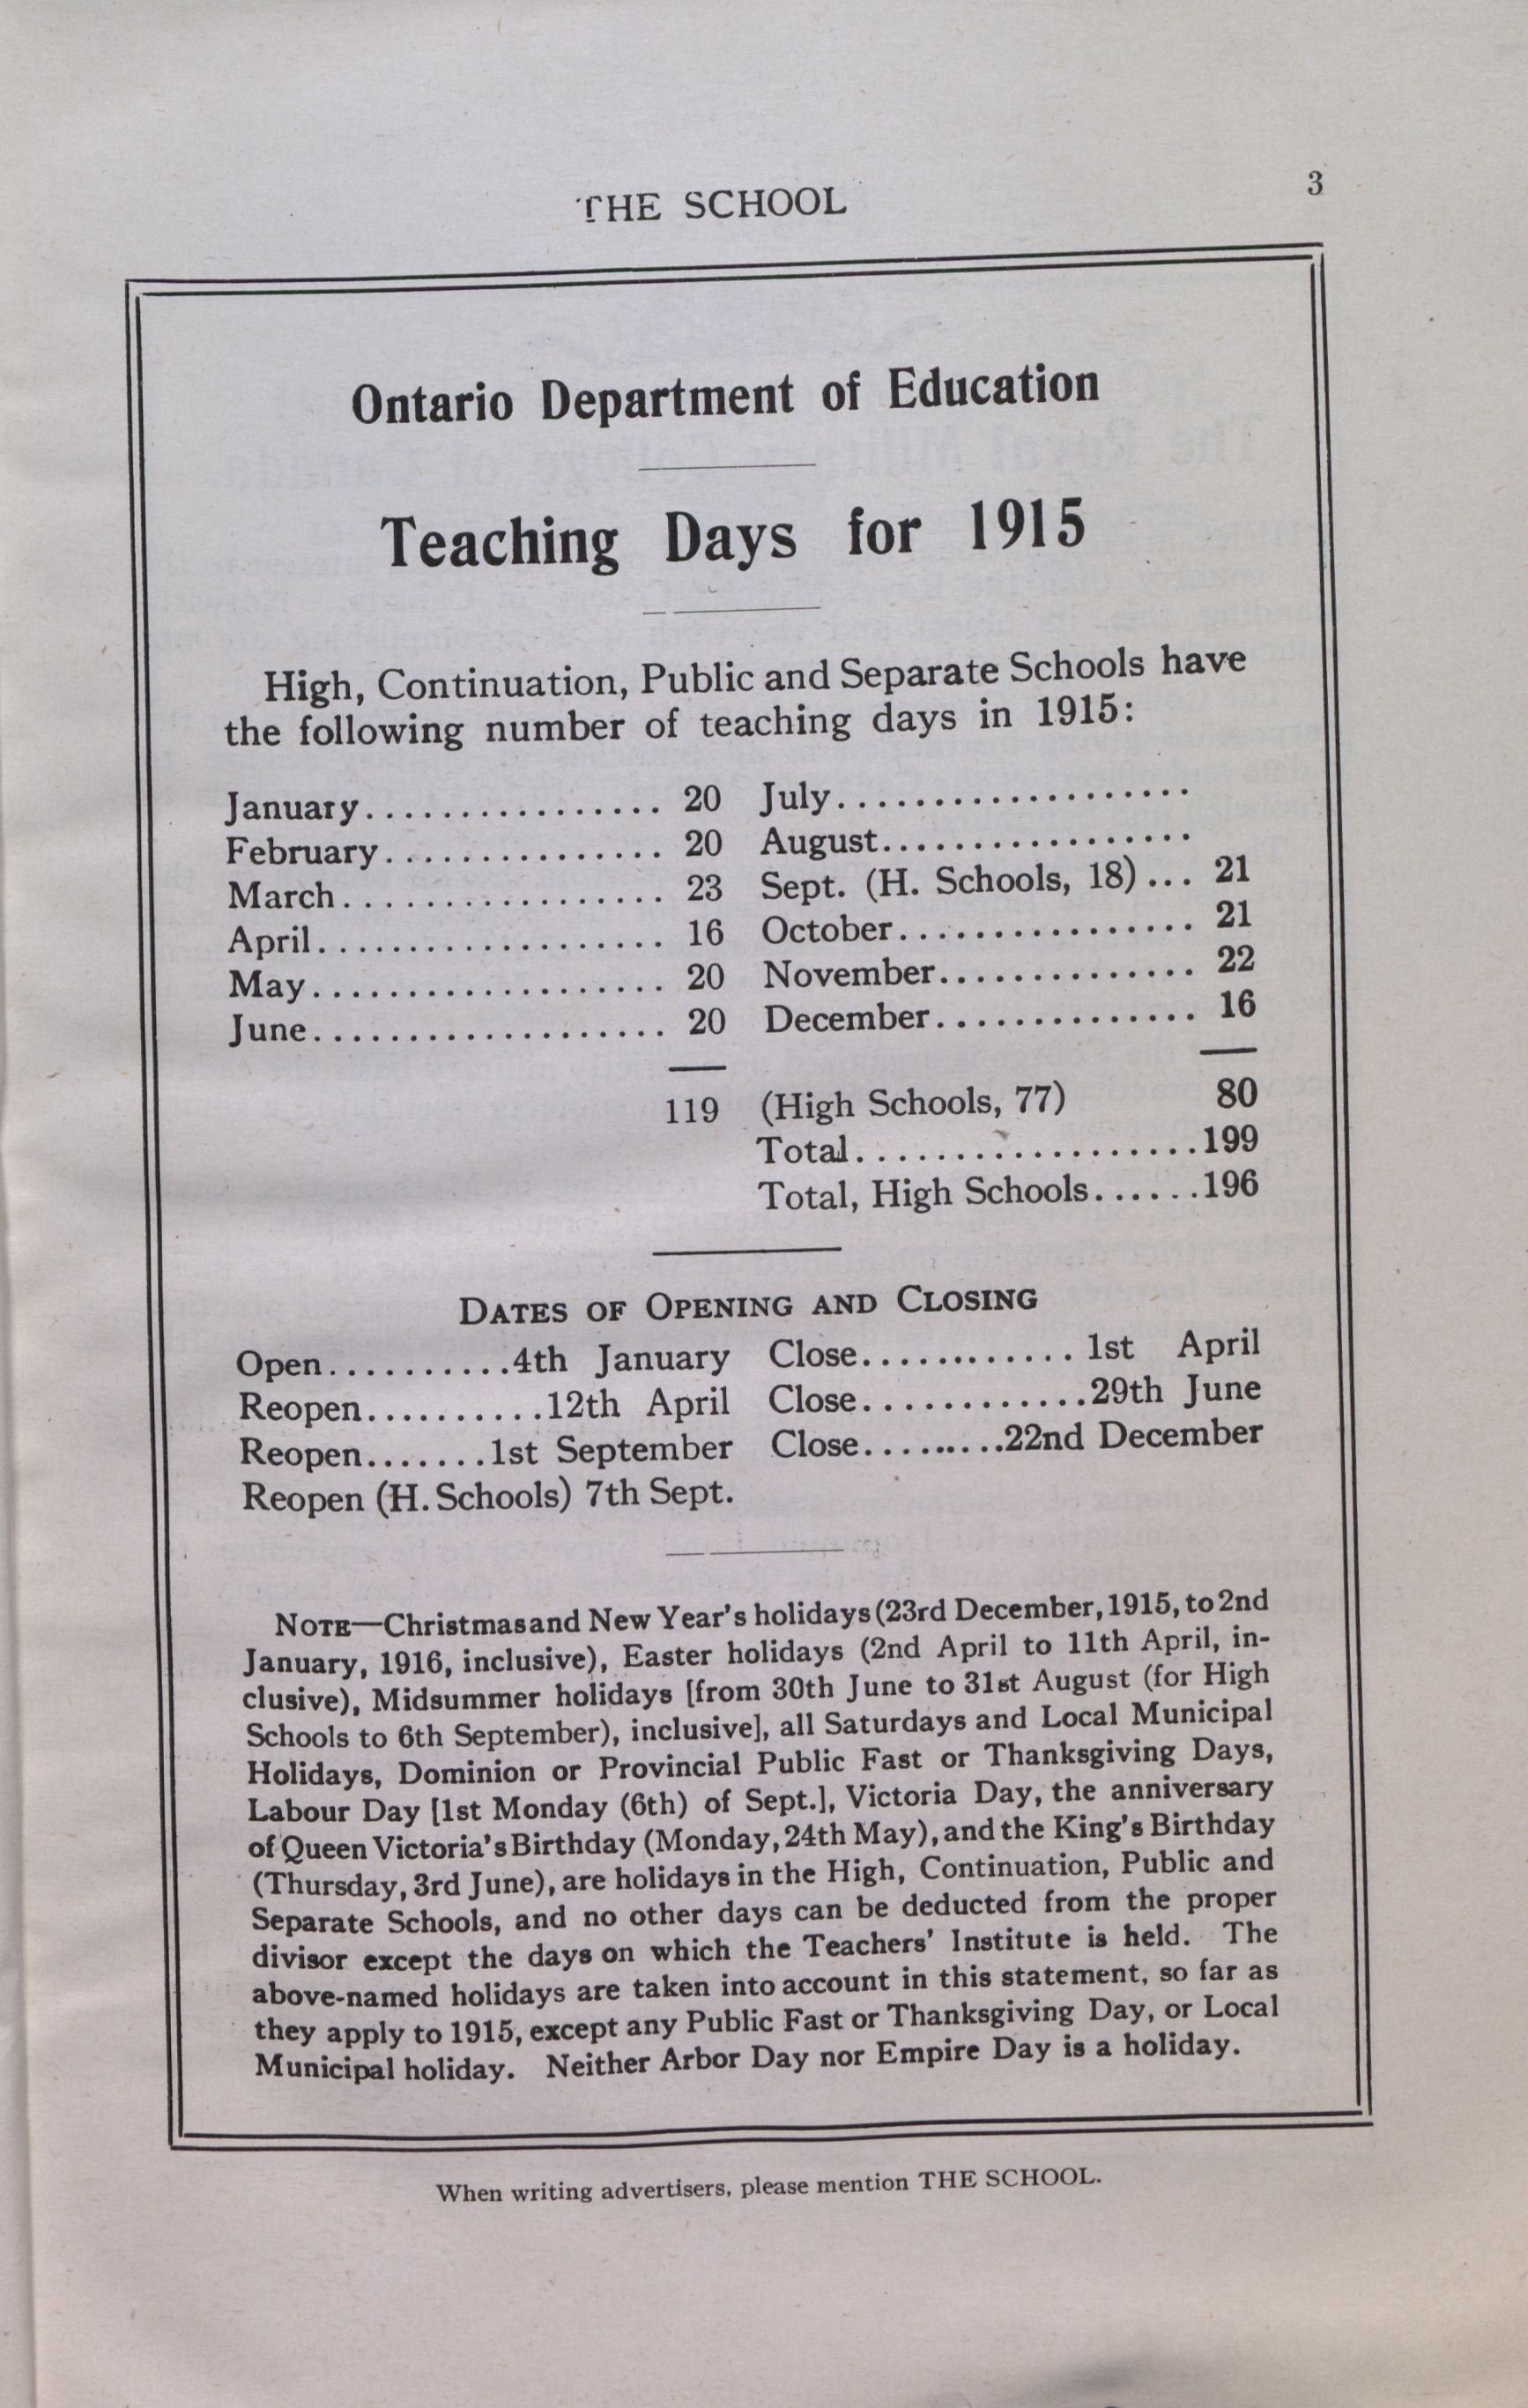 THE SCHOOL
3
Ontario Department of Education
Teaching Days for 1915
High, Continuation, Public and Separate Schools have
the following number of teaching days in 1915:
January................ 20 July...................
February............... 20 August.................
March................. 23 Sept. (H. Schools, 18)... 21
April................... 16 October................ 21
May................... 20 November.............. 22
June................... 20 December.............. 16
119 (High Schools, 77) 80
Total..................199
Total, High Schools......196
DATES OF OPENING AND CLOSING
Open..........4th January Close............ 1st April
Reopen..........12th April Close............29th June
Reopen.......1st September Close.........22nd December
Reopen (H. Schools) 7th Sept.
NOTE—Christmas and New Year's holidays (23rd December, 1915, to 2nd
January, 1916, inclusive), Easter holidays (2nd April to 11th April, in-
clusive), Midsummer holidays [from 30th June to 31st August (for High
Schools to 6th September), inclusive], all Saturdays and Local Municipal
Holidays, Dominion or Provincial Public Fast or Thanksgiving Days,
Labour Day [1st Monday (6th) of Sept.], Victoria Day, the anniversary
of Queen Victoria's Birthday (Monday, 24th May), and the King's Birthday
(Thursday, 3rd June), are holidays in the High, Continuation, Public and
Separate Schools, and no other days can be deducted from the proper
divisor except the days on which the Teachers' Institute is held. The
above-named holidays are taken into account in this statement, so far as
they apply to 1915, except any Public Fast or Thanksgiving Day, or Local
Municipal holiday. Neither Arbor Day nor Empire Day is a holiday.
When writing advertisers, please mention THE SCHOOL.